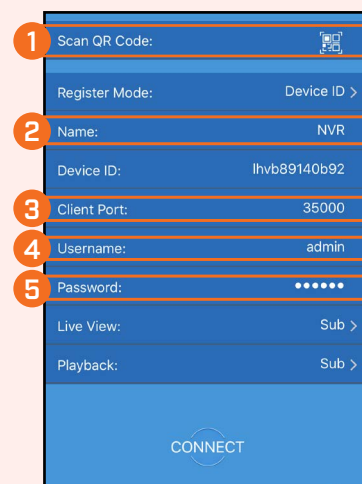 1 Scan QR Code:
Register Mode: Device ID >
2 Name: NVR
Device ID: lhvb89140b92
3 Client Port: 35000
4 Username: admin
5 Password: ••••••
Live View: Sub >
Playback: Sub >
CONNECT